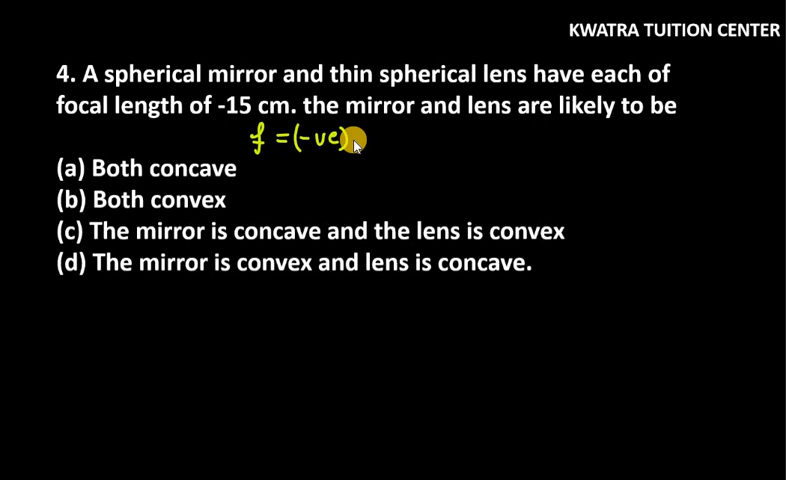 KWATRA TUITION CENTER
4. A spherical mirror and thin spherical lens have each of
focal length of -15 cm. the mirror and lens are likely to be
f = (-ve)
(a) Both concave
(b) Both convex
(c) The mirror is concave and the lens is convex
(d) The mirror is convex and lens is concave.